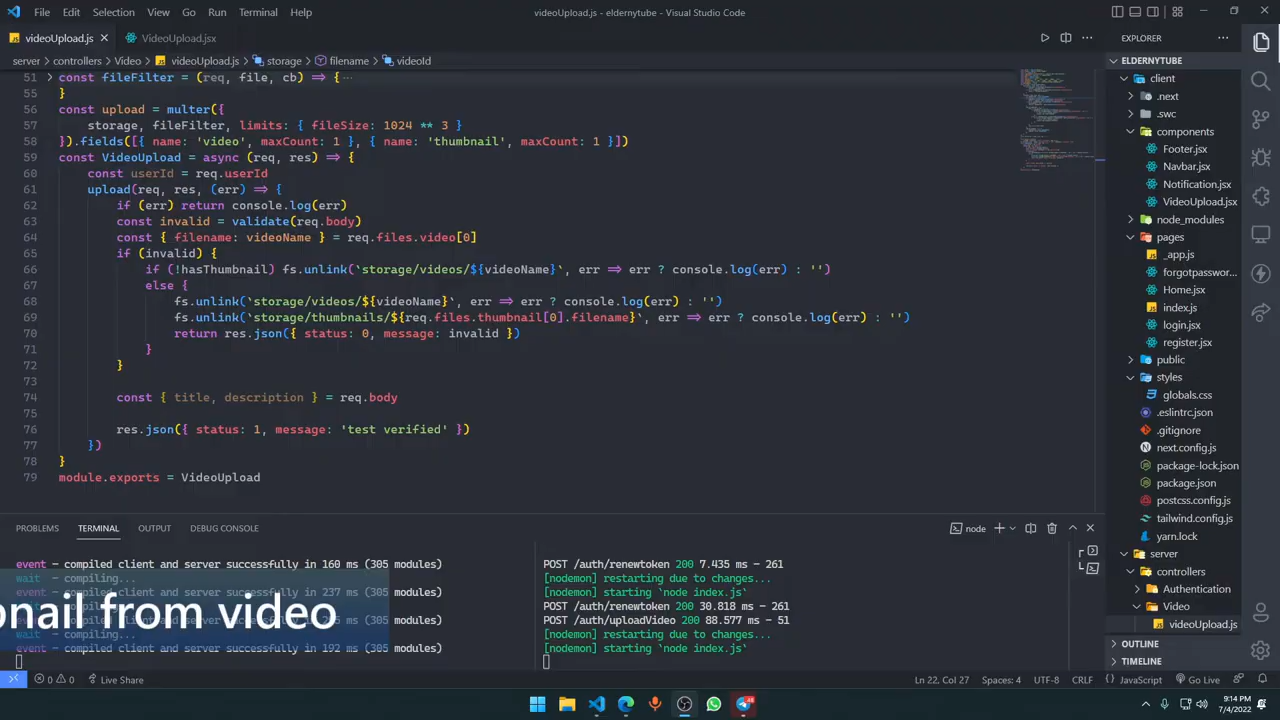 File Edit Selection View Go Run Terminal Help
videoUpload.js - eldernytube - Visual Studio Code
videoUpload.js
VideoUpload.jsx
server > controllers > Video > videoUpload.js > storage > filename > videoId
51 const fileFilter = (req, file, cb) => {
55 }
56 const upload = multer({
57 storage, fileFilter, limits: { fileSize: 1024 ** 3 }
58 }).fields([{ name: 'video', maxCount: 1 }, { name: 'thumbnail', maxCount: 1 }])
59 const VideoUpload = async (req, res) => {
60 const userId = req.userId
61 upload(req, res, (err) => {
62 if (err) return console.log(err)
63 const invalid = validate(req.body)
64 const { filename: videoName } = req.files.video[0]
65 if (invalid) {
66 if (!hasThumbnail) fs.unlink(`storage/videos/${videoName}`, err => err ? console.log(err) : '')
67 else {
68 fs.unlink(`storage/videos/${videoName}`, err => err ? console.log(err) : '')
69 fs.unlink(`storage/thumbnails/${req.files.thumbnail[0].filename}`, err => err ? console.log(err) : '')
70 return res.json({ status: 0, message: invalid })
71 }
72 }
73
74 const { title, description } = req.body
75
76 res.json({ status: 1, message: 'test verified' })
77 })
78 }
79 module.exports = VideoUpload
PROBLEMS TERMINAL OUTPUT DEBUG CONSOLE
node
event - compiled client and server successfully in 160 ms (305 modules)
wait - compiling...
event - compiled client and server successfully in 237 ms (305 modules)
nail from video
wait - compiling...
event - compiled client and server successfully in 192 ms (305 modules)
POST /auth/renewtoken 200 7.435 ms - 261
[nodemon] restarting due to changes...
[nodemon] starting `node index.js`
POST /auth/renewtoken 200 30.818 ms - 261
POST /auth/uploadVideo 200 88.577 ms - 51
[nodemon] restarting due to changes...
[nodemon] starting `node index.js`
EXPLORER
ELDERNYTUBE
client
.next
.swc
components
Footer.jsx
Navbar.jsx
Notification.jsx
VideoUpload.jsx
node_modules
pages
_app.js
forgotpasswor...
Home.jsx
index.js
login.jsx
register.jsx
public
styles
globals.css
.eslintrc.json
.gitignore
next.config.js
package-lock.json
package.json
postcss.config.js
tailwind.config.js
yarn.lock
server
controllers
Authentication
Video
videoUpload.js
OUTLINE
TIMELINE
0 0 Live Share
Ln 22, Col 27 Spaces: 4 UTF-8 CRLF {} JavaScript Go Live
9:14 PM
7/4/2022